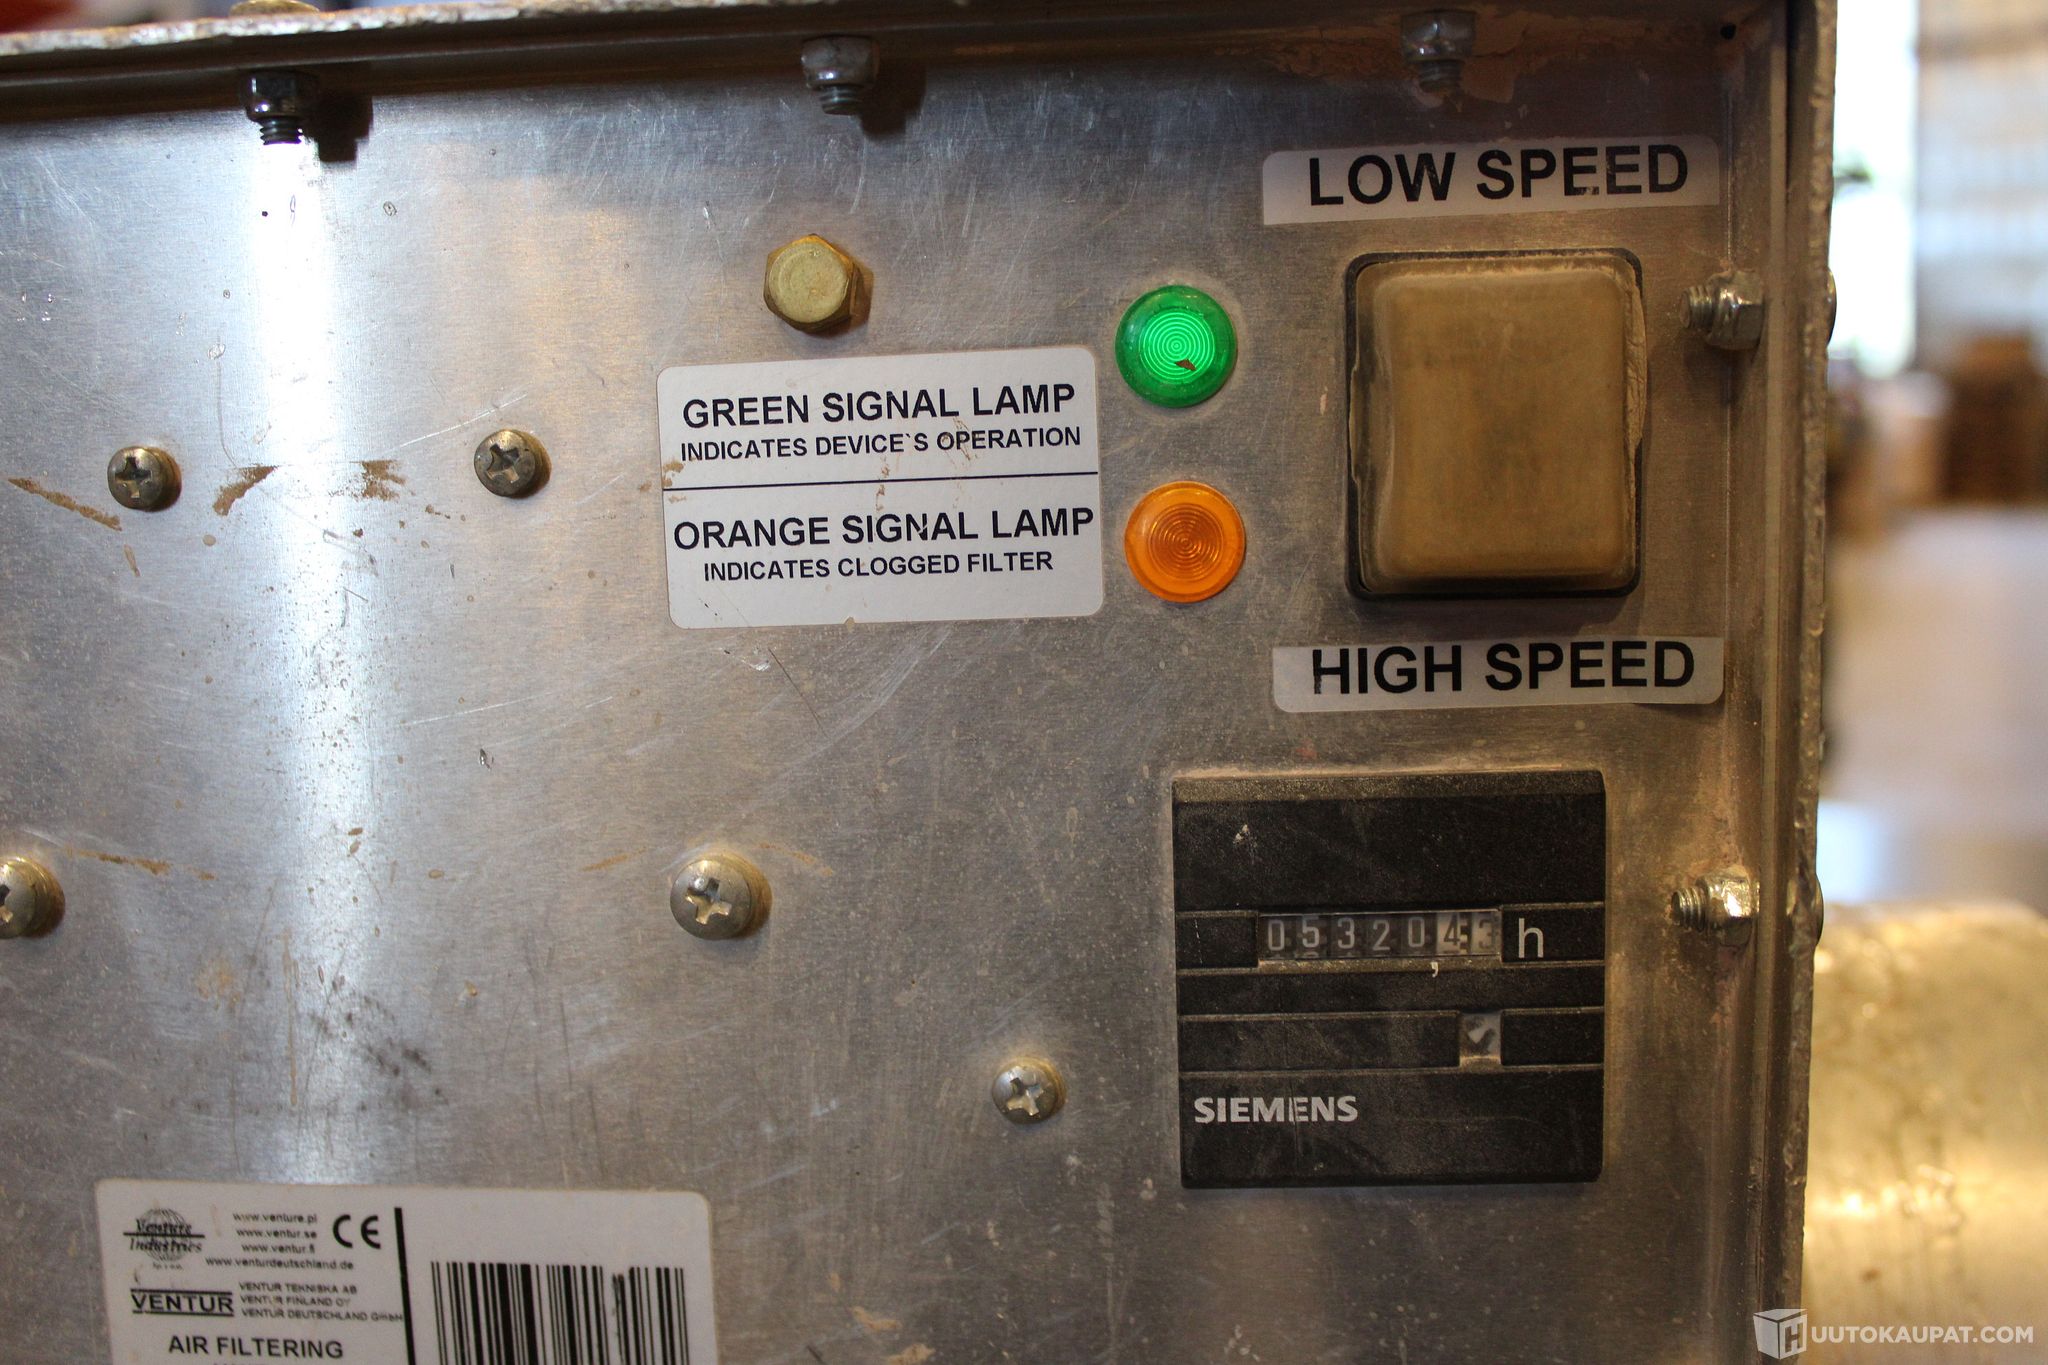 LOW SPEED
GREEN SIGNAL LAMP
INDICATES DEVICE`S OPERATION
ORANGE SIGNAL LAMP
INDICATES CLOGGED FILTER
HIGH SPEED
0532043 h
,
SIEMENS
Venture
Industries
www.venture.pl
www.ventur.se
www.ventur.fi
www.venturdeutschland.de
CE
VENTUR
VENTUR TEKNISKA AB
VENTUR FINLAND OY
VENTUR DEUTSCHLAND GmbH
AIR FILTERING
HUUTOKAUPAT.COM